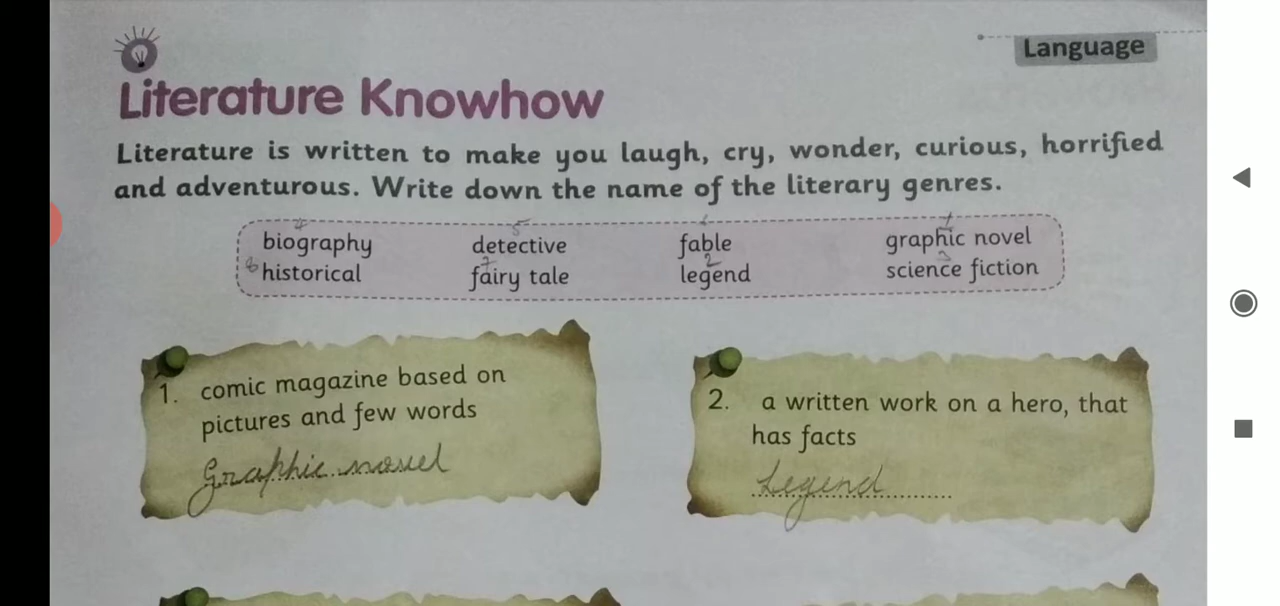 Language
Literature Knowhow
Literature is written to make you laugh, cry, wonder, curious, horrified
and adventurous. Write down the name of the literary genres.
biography detective fable graphic novel
historical fairy tale legend science fiction
1. comic magazine based on
pictures and few words
Graphic novel
2. a written work on a hero, that
has facts
Legend